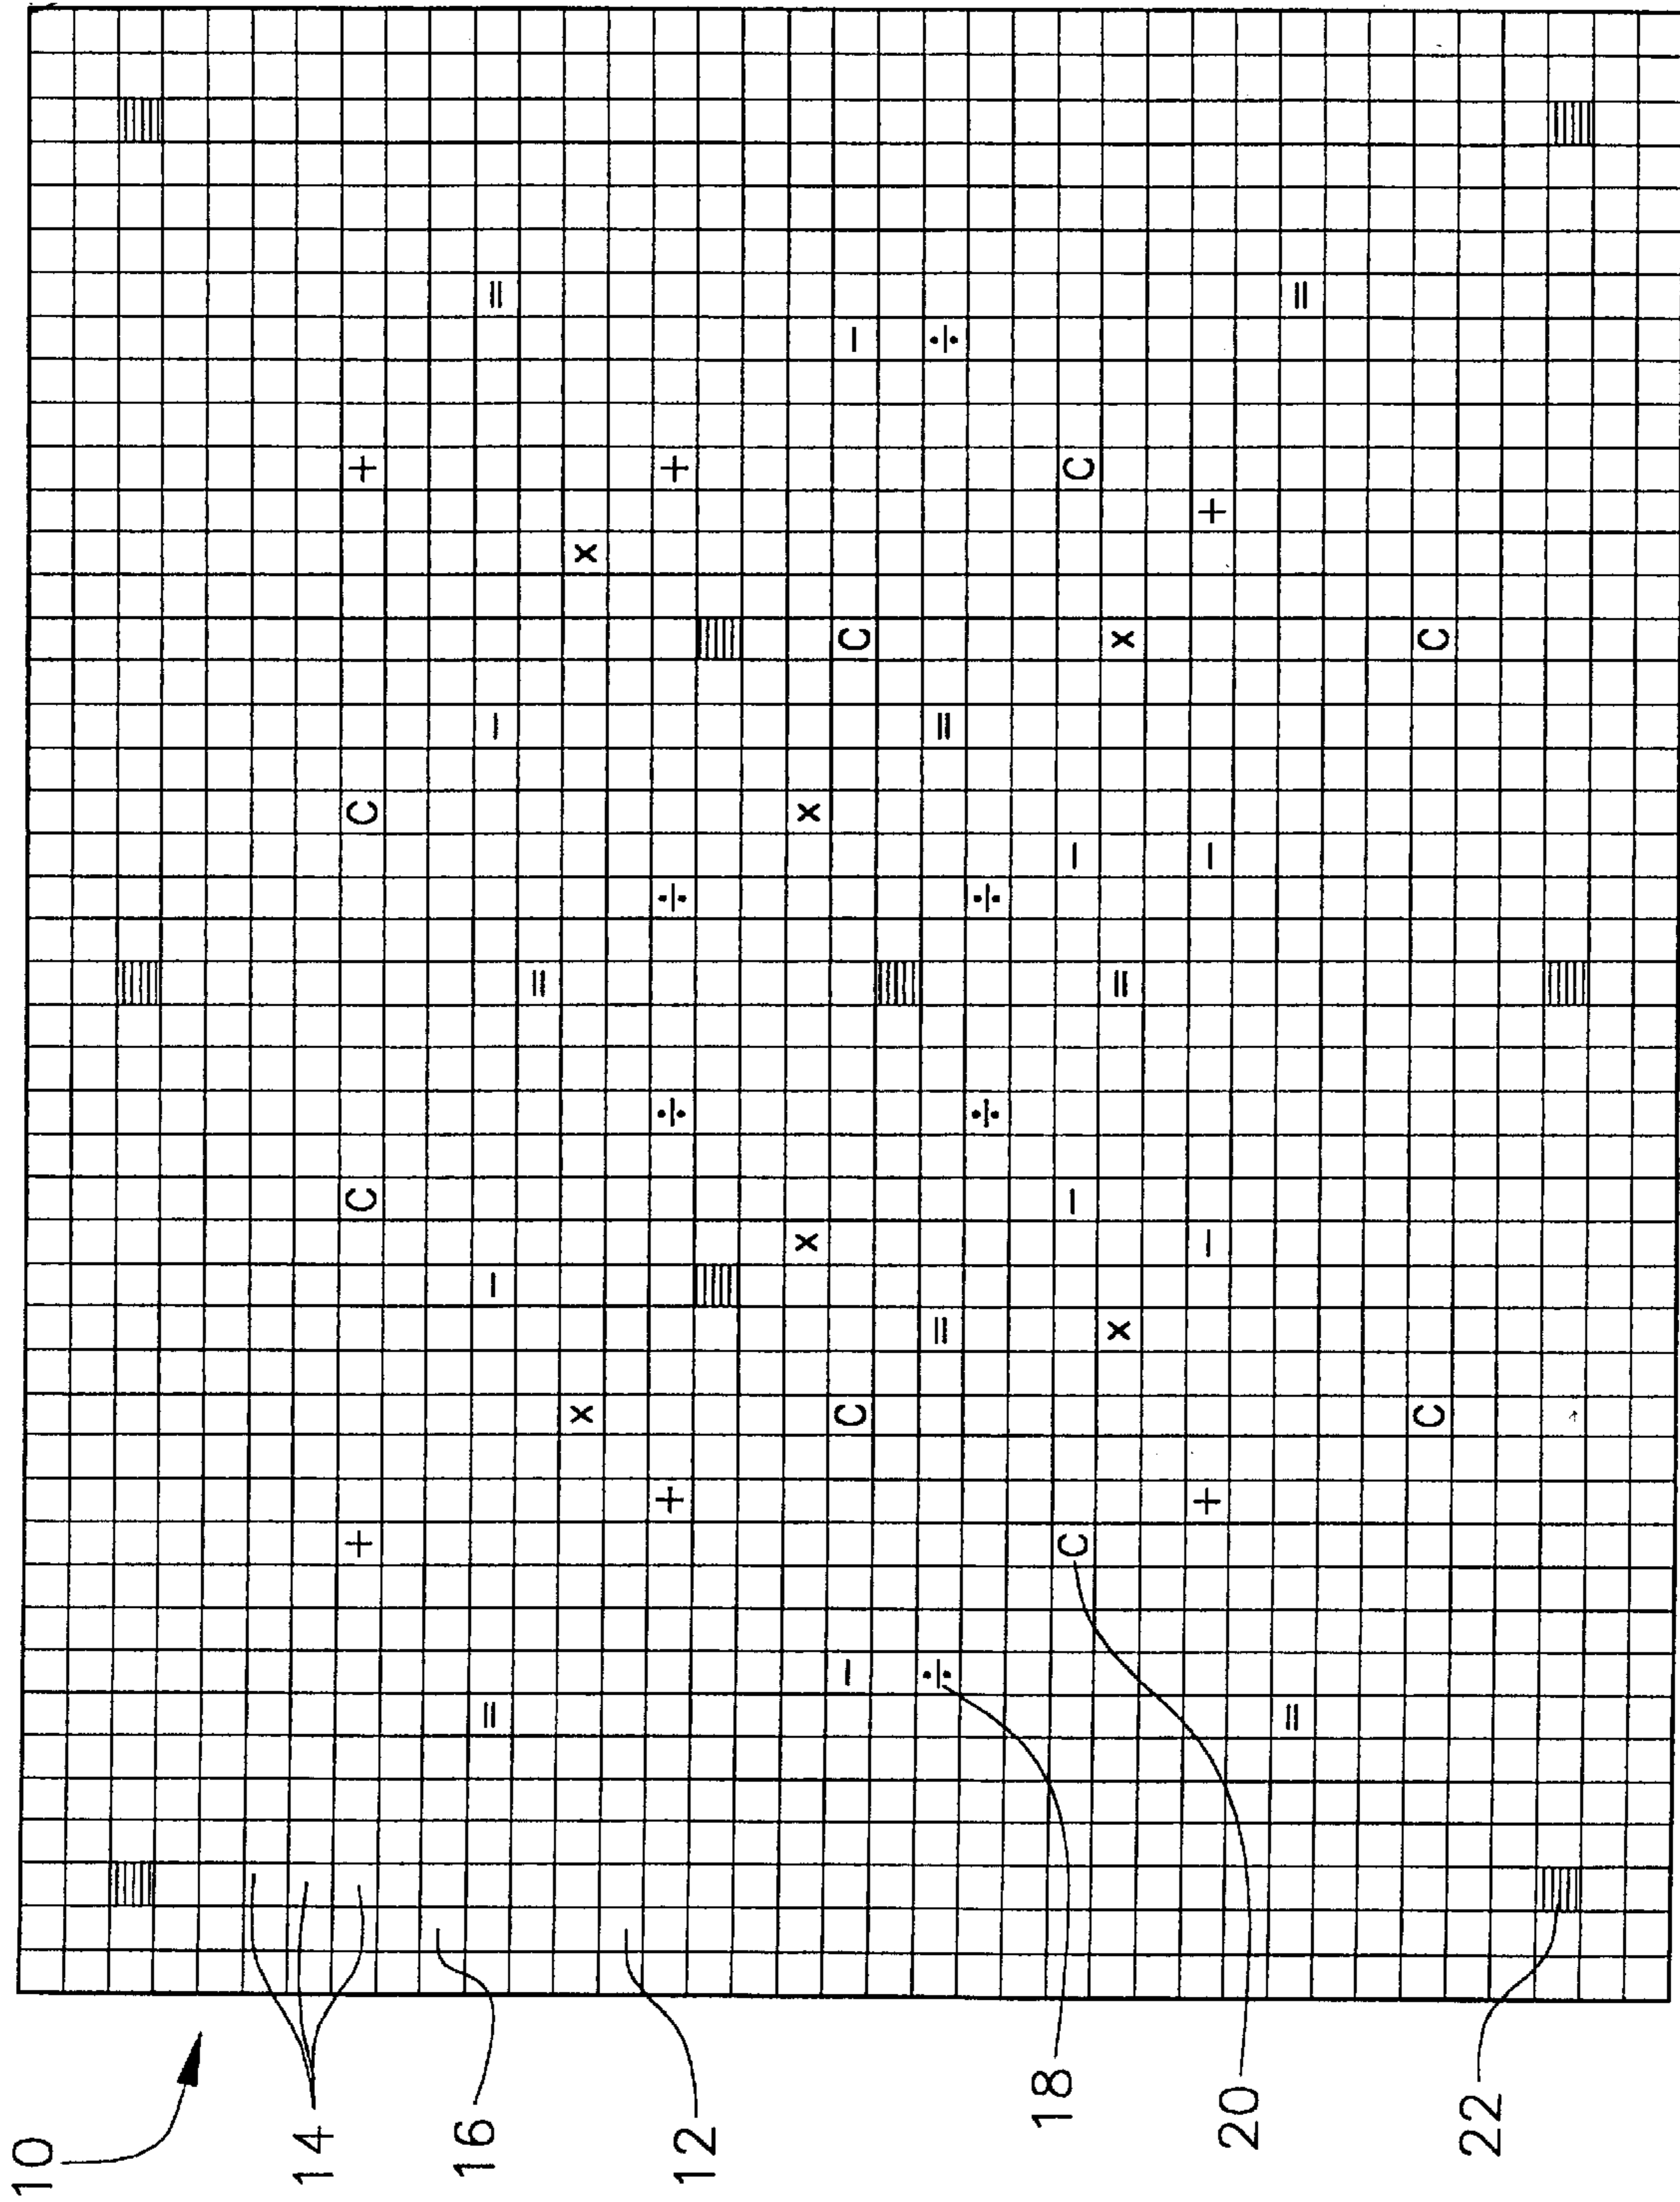 10
14
+ C C +
16
= − − =
=
x x
+ ÷ ÷ +
12
x x
− C C −
÷ = = ÷
÷ ÷
18
C − − C
x = x
+ − − +
20
= =
C C
22